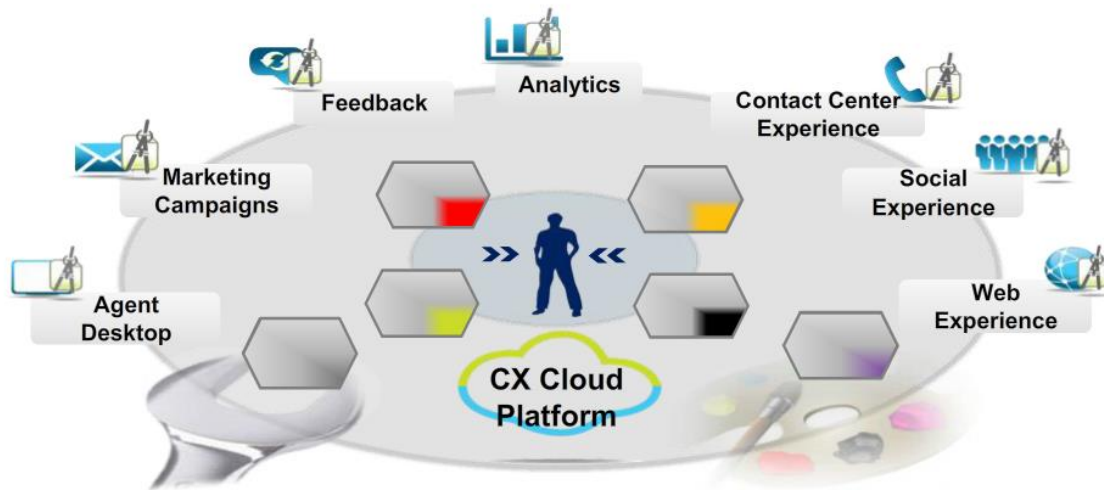 Analytics
Feedback
Contact Center
Experience
Marketing
Campaigns
Social
Experience
Agent
Desktop
Web
Experience
CX Cloud
Platform